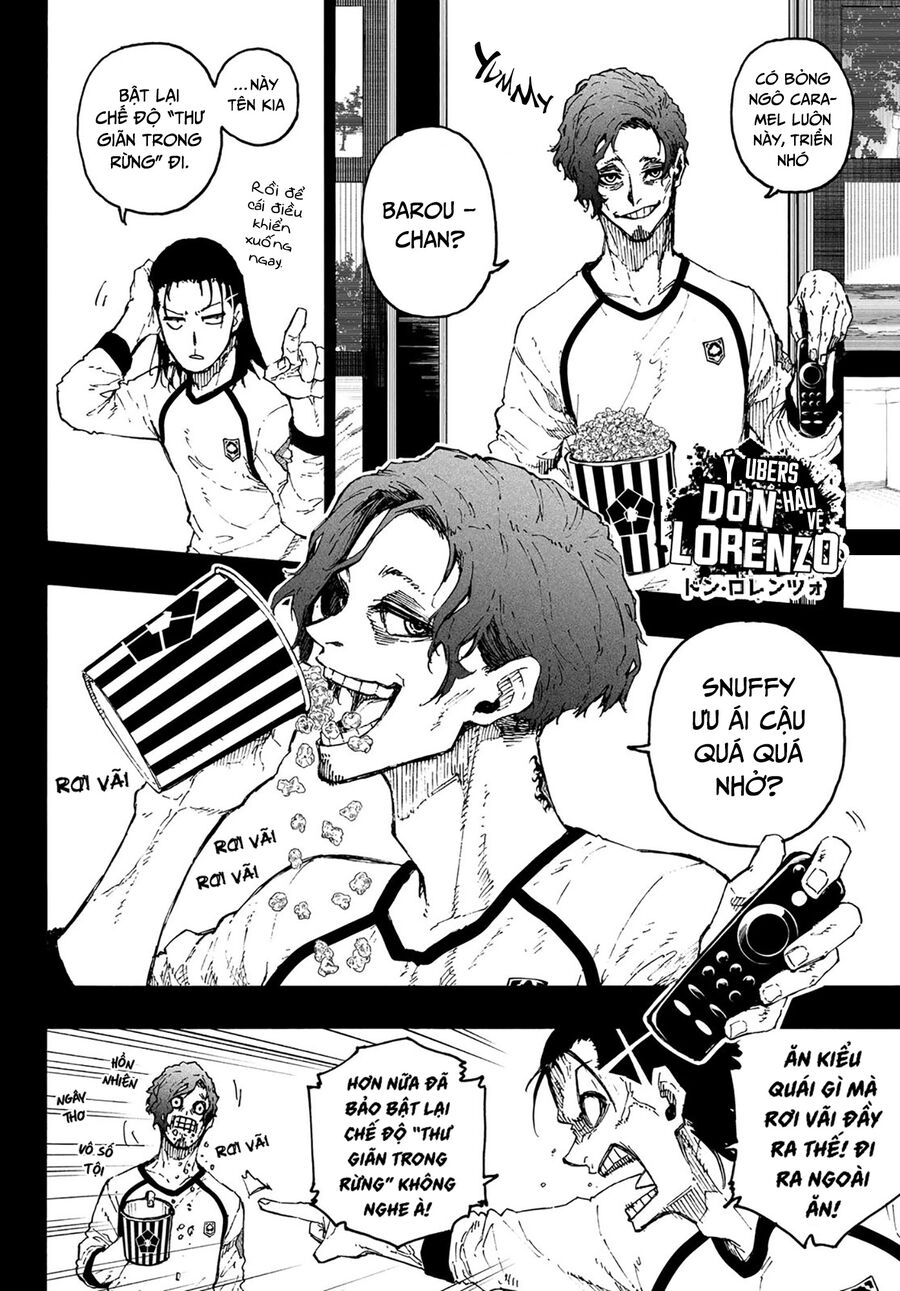 YUMMY
CÓ BỎNG
NGÔ CARA-
MEL LUÔN
NÀY, TRIỂN
NHÓ
BAROU –
CHAN?
...NÀY
TÊN KIA
BẬT LẠI
CHẾ ĐỘ “THƯ
GIÃN TRONG
RỪNG” ĐI.
Rồi để
cái điều
khiển
xuống
ngay.
Ý UBERS
HẬU
VỆ
DON
LORENZO
ドン・ロレンツォ
SNUFFY
ƯU ÁI CẬU
QUÁ QUÁ
NHỞ?
RƠI VÃI
RƠI VÃI
RƠI VÃI
ĂN KIỂU
QUÁI GÌ MÀ
RƠI VÃI ĐẦY
RA THẾ! ĐI
RA NGOÀI
ĂN!
HƠN NỮA ĐÃ
BẢO BẬT LẠI
CHẾ ĐỘ “THƯ
GIÃN TRONG
RỪNG” KHÔNG
NGHE À!
HỒN
NHIÊN
NGÂY
THƠ
VÔ SỐ
TỘI
RƠI VÃI